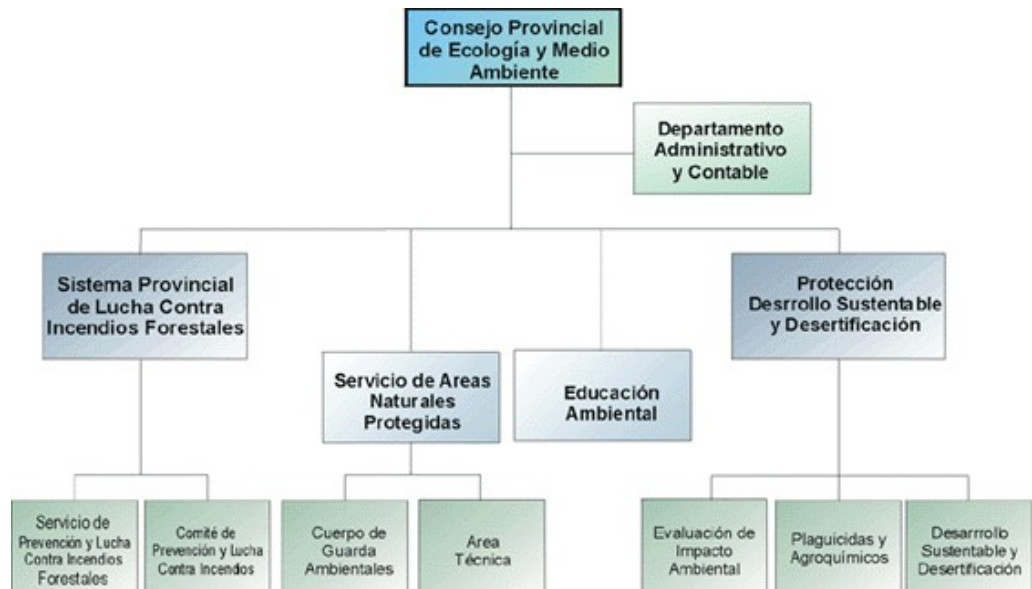 Consejo Provincial
de Ecología y Medio
Ambiente
Departamento
Administrativo
y Contable
Sistema Provincial
de Lucha Contra
Incendios Forestales
Servicio de Areas
Naturales
Protegidas
Educación
Ambiental
Protección
Desrrollo Sustentable
y Desertificación
Servicio de
Prevención y Lucha
Contra Incendios
Forestales
Comité de
Prevención y Lucha
Contra Incendios
Cuerpo de
Guarda
Ambientales
Area
Técnica
Evaluación de
Impacto
Ambiental
Plaguicidas y
Agroquímicos
Desarrrollo
Sustentable y
Desertificación